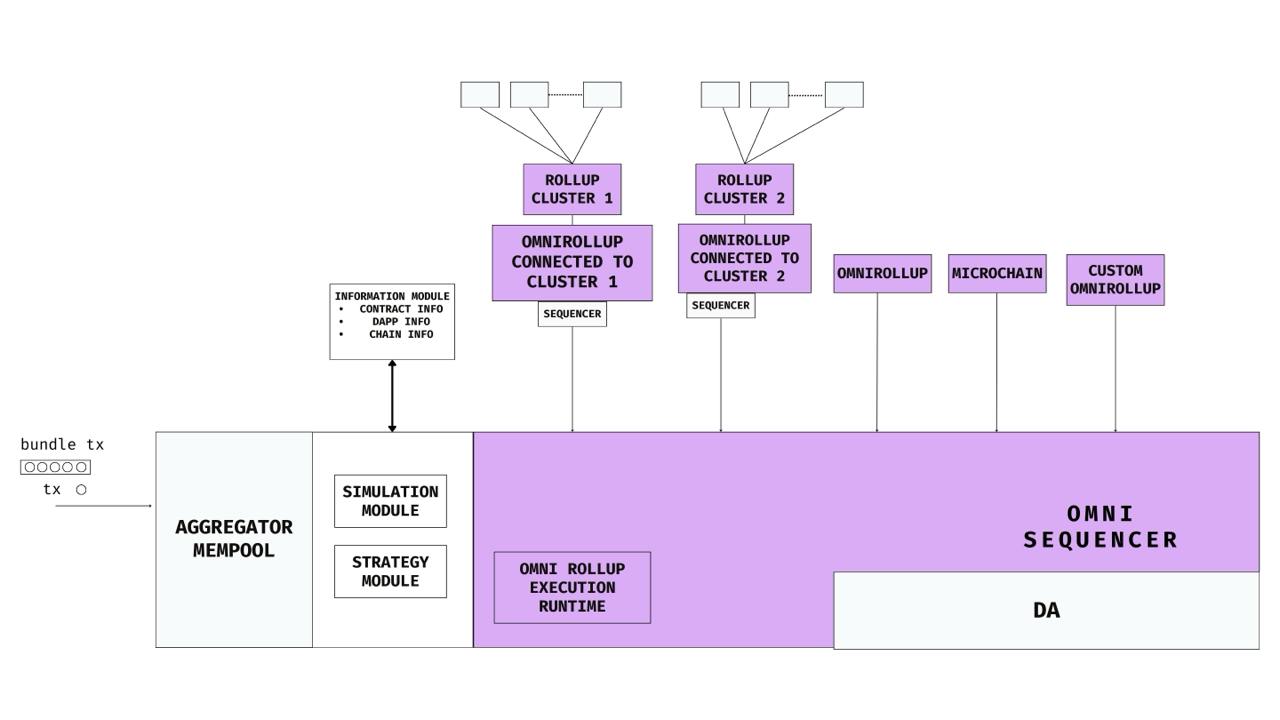 ROLLUP
CLUSTER 1
ROLLUP
CLUSTER 2
OMNIROLLUP
CONNECTED TO
CLUSTER 1
OMNIROLLUP
CONNECTED TO
CLUSTER 2
OMNIROLLUP
MICROCHAIN
CUSTOM
OMNIROLLUP
INFORMATION MODULE
• CONTRACT INFO
• DAPP INFO
• CHAIN INFO
SEQUENCER
SEQUENCER
bundle tx
tx
AGGREGATOR
MEMPOOL
SIMULATION
MODULE
STRATEGY
MODULE
OMNI ROLLUP
EXECUTION
RUNTIME
OMNI
SEQUENCER
DA